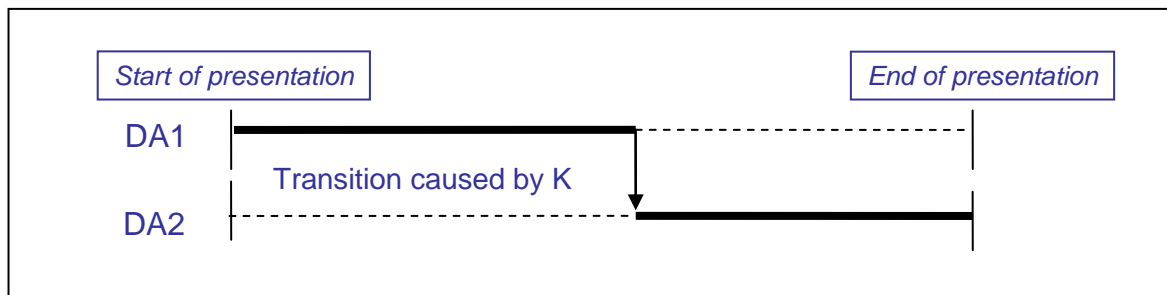 Start of presentation
End of presentation
DA1
Transition caused by K
DA2